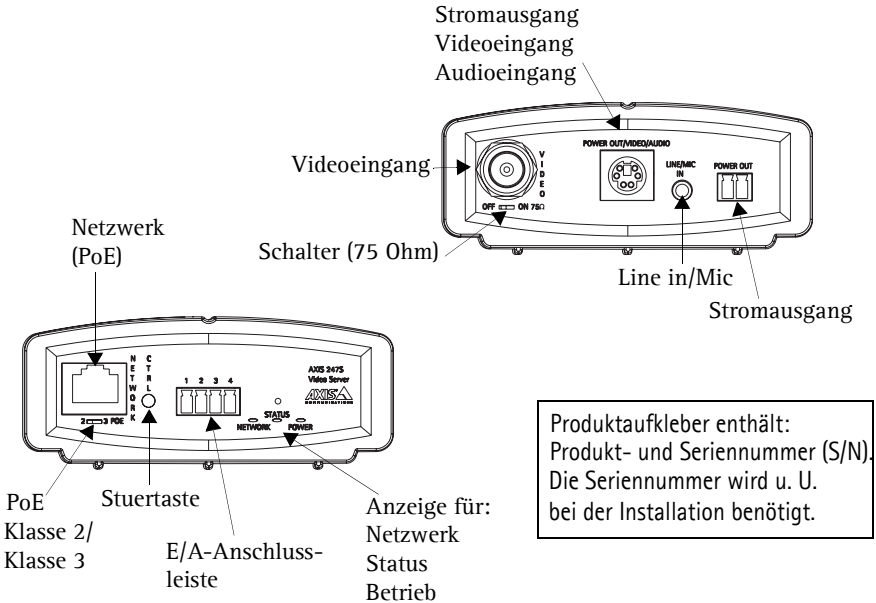 Stromausgang
Videoeingang
Audioeingang
POWER OUT/VIDEO/AUDIO
VIDEO
LINE/MIC
IN
POWER OUT
Videoeingang
OFF ON 75Ω
Schalter (75 Ohm)
Line in/Mic
Stromausgang
Netzwerk
(PoE)
NETWORK
CTRL
1 2 3 4
AXIS 247S
Video Server
AXIS
COMMUNICATIONS
STATUS
NETWORK POWER
2 3 POE
PoE
Klasse 2/
Klasse 3
Stuertaste
E/A-Anschluss-
leiste
Anzeige für:
Netzwerk
Status
Betrieb
Produktaufkleber enthält:
Produkt- und Seriennummer (S/N).
Die Seriennummer wird u. U.
bei der Installation benötigt.